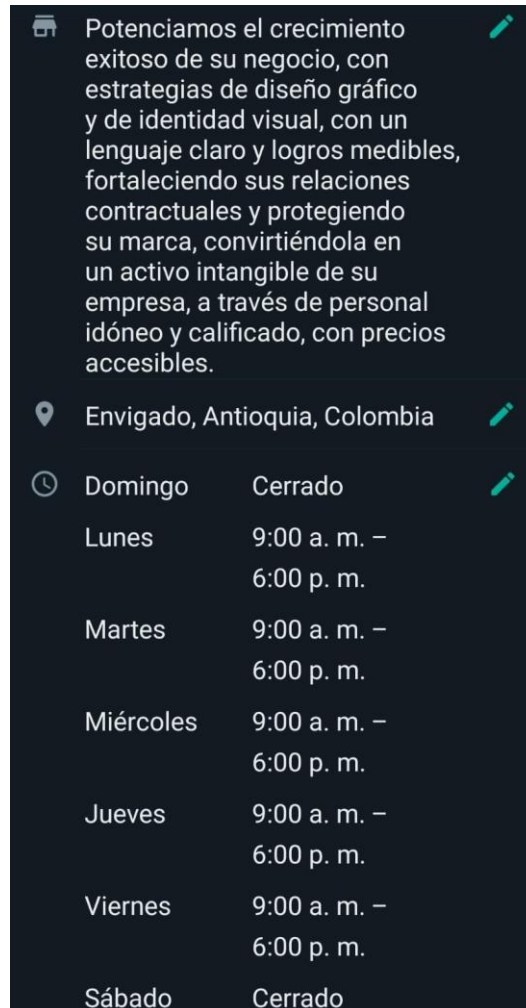 Potenciamos el crecimiento
exitoso de su negocio, con
estrategias de diseño gráfico
y de identidad visual, con un
lenguaje claro y logros medibles,
fortaleciendo sus relaciones
contractuales y protegiendo
su marca, convirtiéndola en
un activo intangible de su
empresa, a través de personal
idóneo y calificado, con precios
accesibles.
Envigado, Antioquia, Colombia
Domingo Cerrado
Lunes 9:00 a. m. –
6:00 p. m.
Martes 9:00 a. m. –
6:00 p. m.
Miércoles 9:00 a. m. –
6:00 p. m.
Jueves 9:00 a. m. –
6:00 p. m.
Viernes 9:00 a. m. –
6:00 p. m.
Sábado Cerrado